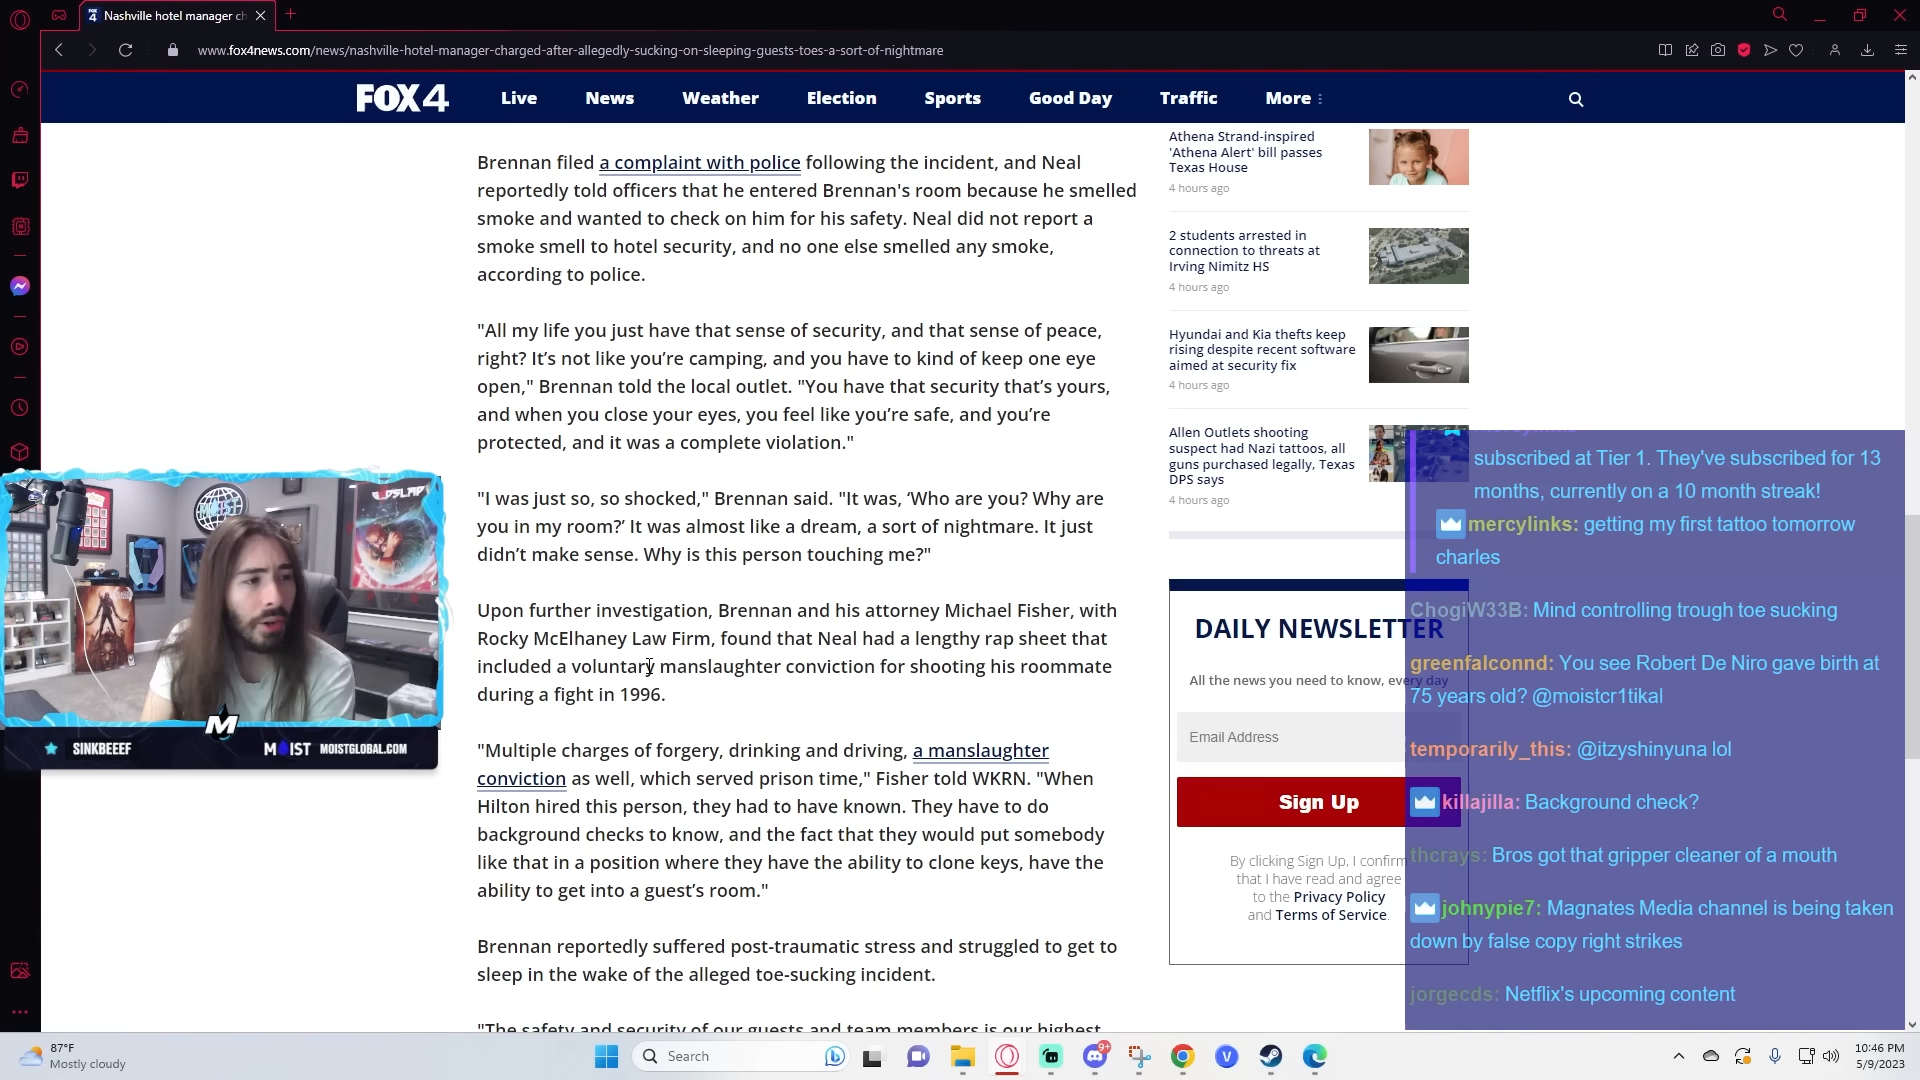 Nashville hotel manager ch
www.fox4news.com/news/nashville-hotel-manager-charged-after-allegedly-sucking-on-sleeping-guests-toes-a-sort-of-nightmare
FOX 4
Live
News
Weather
Election
Sports
Good Day
Traffic
More
Brennan filed a complaint with police following the incident, and Neal
reportedly told officers that he entered Brennan's room because he smelled
smoke and wanted to check on him for his safety. Neal did not report a
smoke smell to hotel security, and no one else smelled any smoke,
according to police.
"All my life you just have that sense of security, and that sense of peace,
right? It's not like you're camping, and you have to kind of keep one eye
open," Brennan told the local outlet. "You have that security that's yours,
and when you close your eyes, you feel like you're safe, and you're
protected, and it was a complete violation."
"I was just so, so shocked," Brennan said. "It was, ‘Who are you? Why are
you in my room?’ It was almost like a dream, a sort of nightmare. It just
didn't make sense. Why is this person touching me?"
Upon further investigation, Brennan and his attorney Michael Fisher, with
Rocky McElhaney Law Firm, found that Neal had a lengthy rap sheet that
included a voluntary manslaughter conviction for shooting his roommate
during a fight in 1996.
"Multiple charges of forgery, drinking and driving, a manslaughter
conviction as well, which served prison time," Fisher told WKRN. "When
Hilton hired this person, they had to have known. They have to do
background checks to know, and the fact that they would put somebody
like that in a position where they have the ability to clone keys, have the
ability to get into a guest's room."
Brennan reportedly suffered post-traumatic stress and struggled to get to
sleep in the wake of the alleged toe-sucking incident.
"The safety and security of our guests and team members is our highest
Athena Strand-inspired
'Athena Alert' bill passes
Texas House
4 hours ago
2 students arrested in
connection to threats at
Irving Nimitz HS
4 hours ago
Hyundai and Kia thefts keep
rising despite recent software
aimed at security fix
4 hours ago
Allen Outlets shooting
suspect had Nazi tattoos, all
guns purchased legally, Texas
DPS says
4 hours ago
DAILY NEWSLETTER
All the news you need to know, every day
Email Address
Sign Up
By clicking Sign Up, I confirm
that I have read and agree
to the Privacy Policy
and Terms of Service.
subscribed at Tier 1. They've subscribed for 13
months, currently on a 10 month streak!
mercylinks: getting my first tattoo tomorrow
charles
ChogiW33B: Mind controlling trough toe sucking
greenfalconnd: You see Robert De Niro gave birth at
75 years old? @moistcr1tikal
temporarily_this: @itzyshinyuna lol
killajilla: Background check?
thcrays: Bros got that gripper cleaner of a mouth
johnypie7: Magnates Media channel is being taken
down by false copy right strikes
jorgecds: Netflix's upcoming content
M
SINKBEEEF
MOIST
MOISTGLOBAL.COM
87°F
Mostly cloudy
Search
9+
10:46 PM
5/9/2023